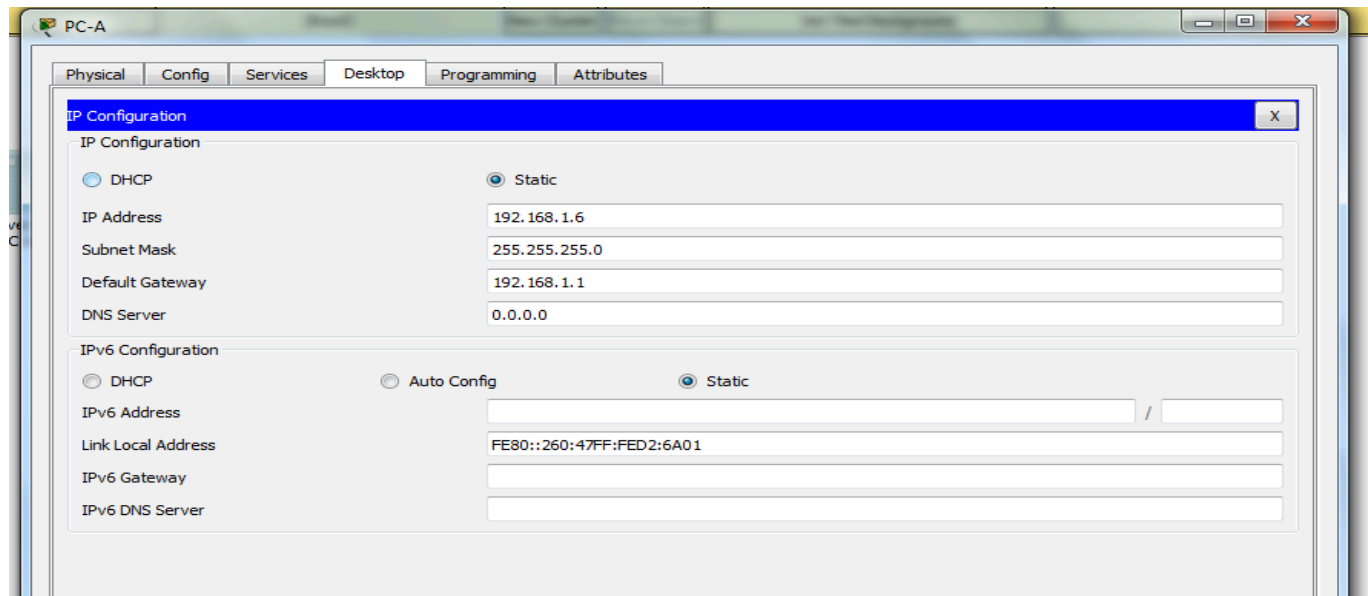 PC-A
Physical Config Services Desktop Programming Attributes
IP Configuration X
IP Configuration
DHCP Static
IP Address 192.168.1.6
Subnet Mask 255.255.255.0
Default Gateway 192.168.1.1
DNS Server 0.0.0.0
IPv6 Configuration
DHCP Auto Config Static
IPv6 Address /
Link Local Address FE80::260:47FF:FED2:6A01
IPv6 Gateway
IPv6 DNS Server